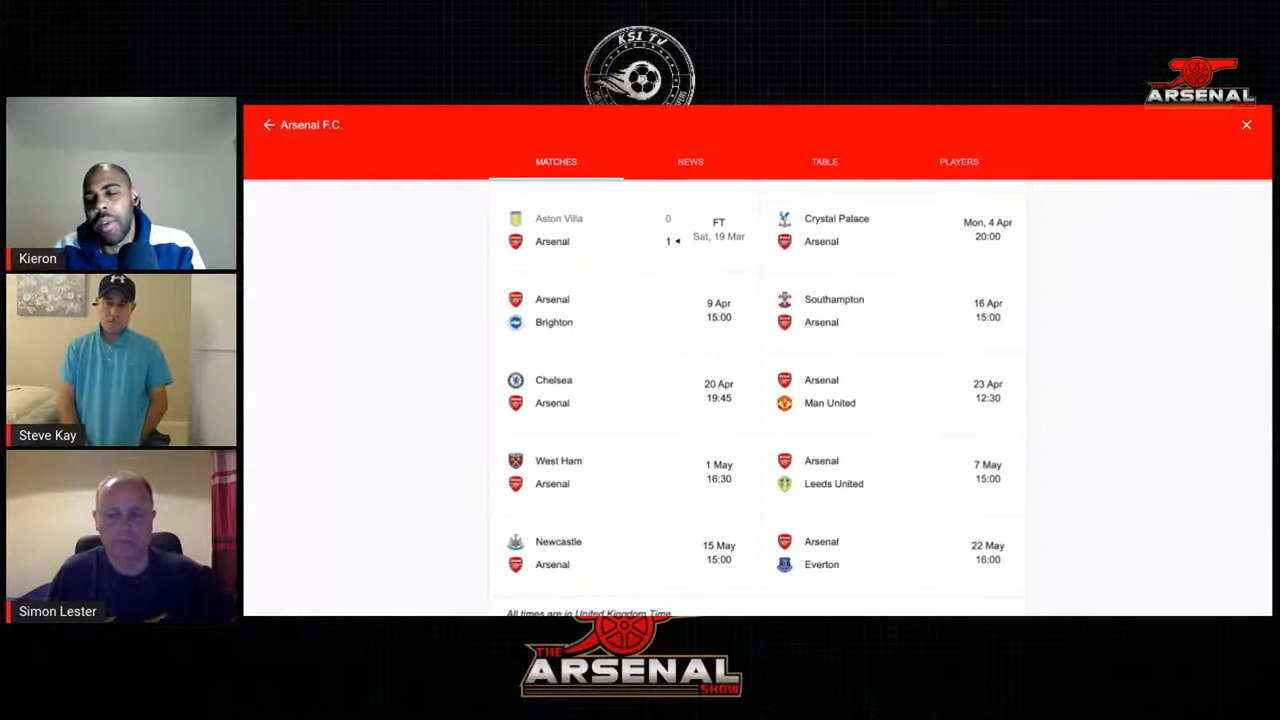 KSI TV
THE
ARSENAL
Arsenal F.C.
MATCHES
NEWS
TABLE
PLAYERS
Aston Villa 0
Arsenal 1
FT
Sat, 19 Mar
Crystal Palace
Arsenal
Mon, 4 Apr
20:00
Arsenal
Brighton
9 Apr
15:00
Southampton
Arsenal
16 Apr
15:00
Chelsea
Arsenal
20 Apr
19:45
Arsenal
Man United
23 Apr
12:30
West Ham
Arsenal
1 May
16:30
Arsenal
Leeds United
7 May
15:00
Newcastle
Arsenal
15 May
15:00
Arsenal
Everton
22 May
16:00
All times are in United Kingdom Time
Kieron
Steve Kay
Simon Lester
THE
ARSENAL
SHOW